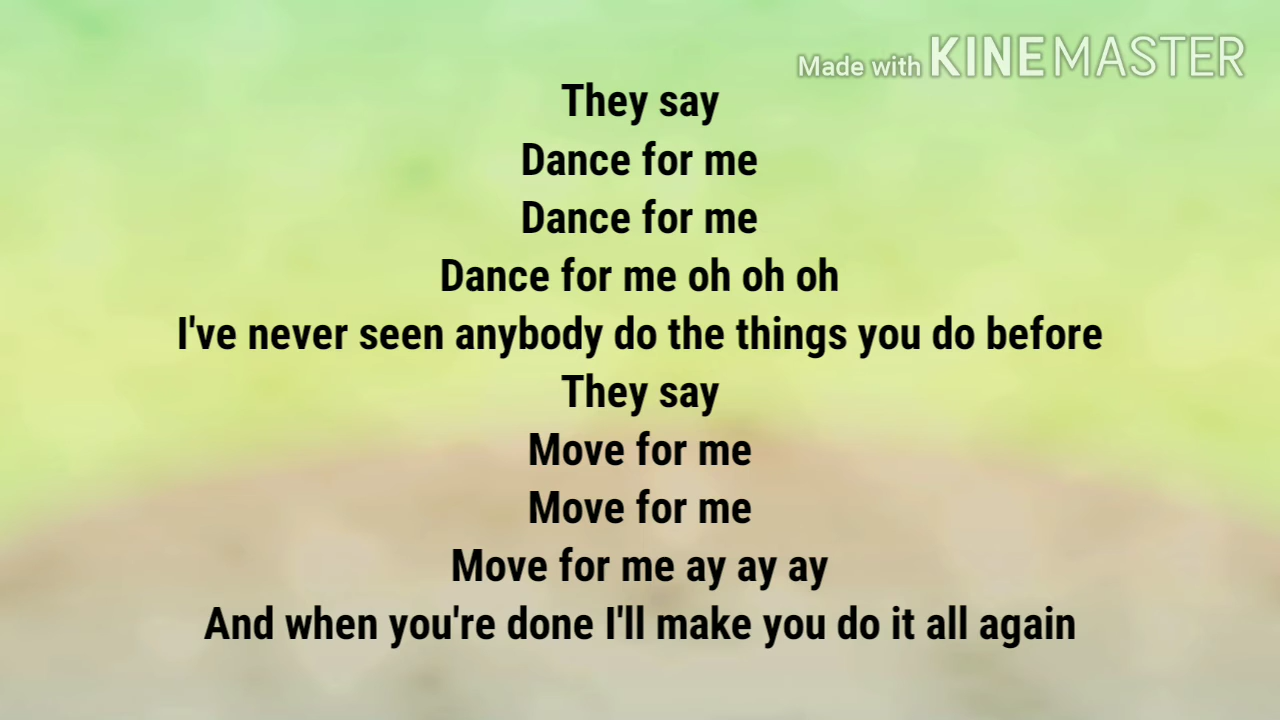 Made with KINEMASTER
They say
Dance for me
Dance for me
Dance for me oh oh oh
I've never seen anybody do the things you do before
They say
Move for me
Move for me
Move for me ay ay ay
And when you're done I'll make you do it all again